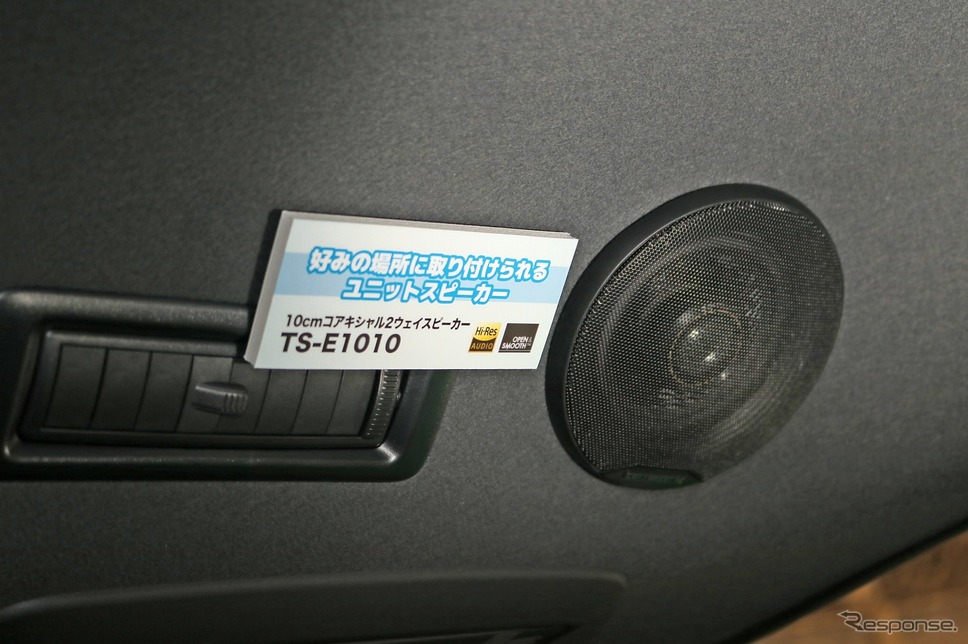 好みの場所に取り付けられる
ユニットスピーカー
10cmコアキシャル2ウェイスピーカー
TS-E1010
Hi-Res
AUDIO
OPEN &
SMOOTH™
Response.